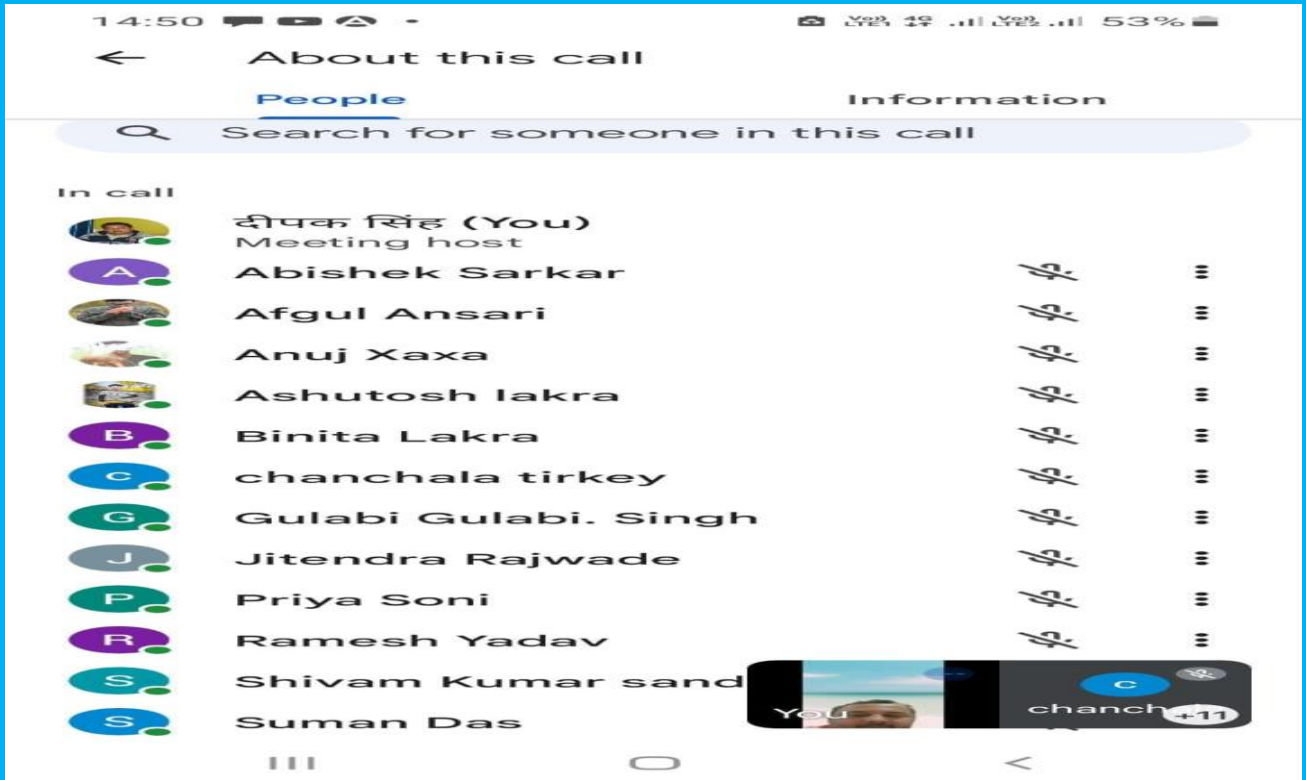 14:50 53%
About this call
People Information
Search for someone in this call
In call
दीपक सिंह (You)
Meeting host
A Abishek Sarkar
Afgul Ansari
Anuj Xaxa
Ashutosh lakra
B Binita Lakra
c chanchala tirkey
G Gulabi Gulabi. Singh
J Jitendra Rajwade
P Priya Soni
R Ramesh Yadav
S Shivam Kumar sand
S Suman Das
You
c
chanch
+11